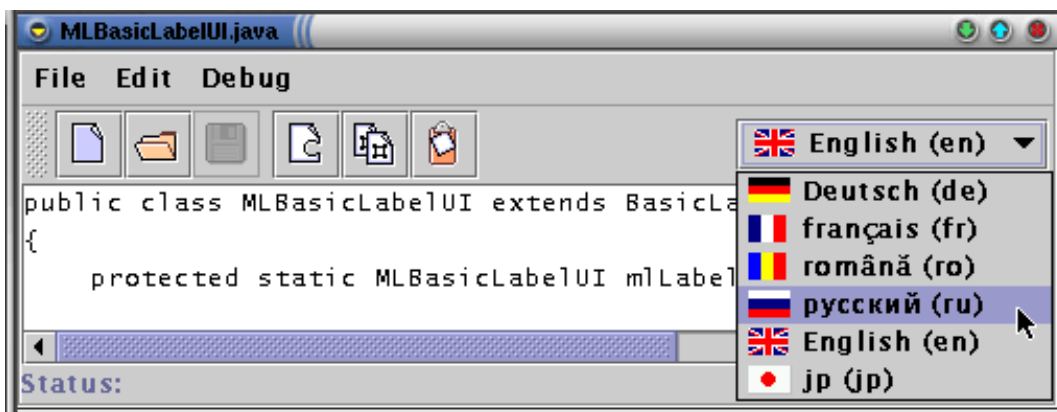 MLBasicLabelUI.java
File Edit Debug
English (en)
public class MLBasicLabelUI extends BasicLa
{
protected static MLBasicLabelUI mlLabel
Deutsch (de)
français (fr)
română (ro)
русский (ru)
English (en)
jp (jp)
Status: